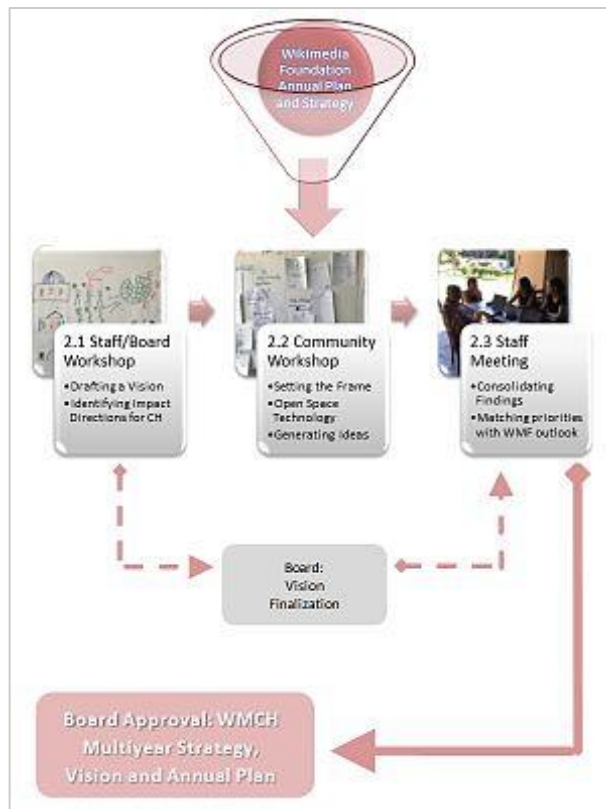 Wikimedia
Foundation
Annual Plan
and Strategy
2.1 Staff/Board
Workshop
•Drafting a Vision
•Identifying Impact
Directions for CH
2.2 Community
Workshop
•Setting the Frame
•Open Space
Technology
•Generating Ideas
2.3 Staff
Meeting
•Consolidating
Findings
•Matching priorities
with WMF outlook
Board:
Vision
Finalization
Board Approval: WMCH
Multiyear Strategy,
Vision and Annual Plan